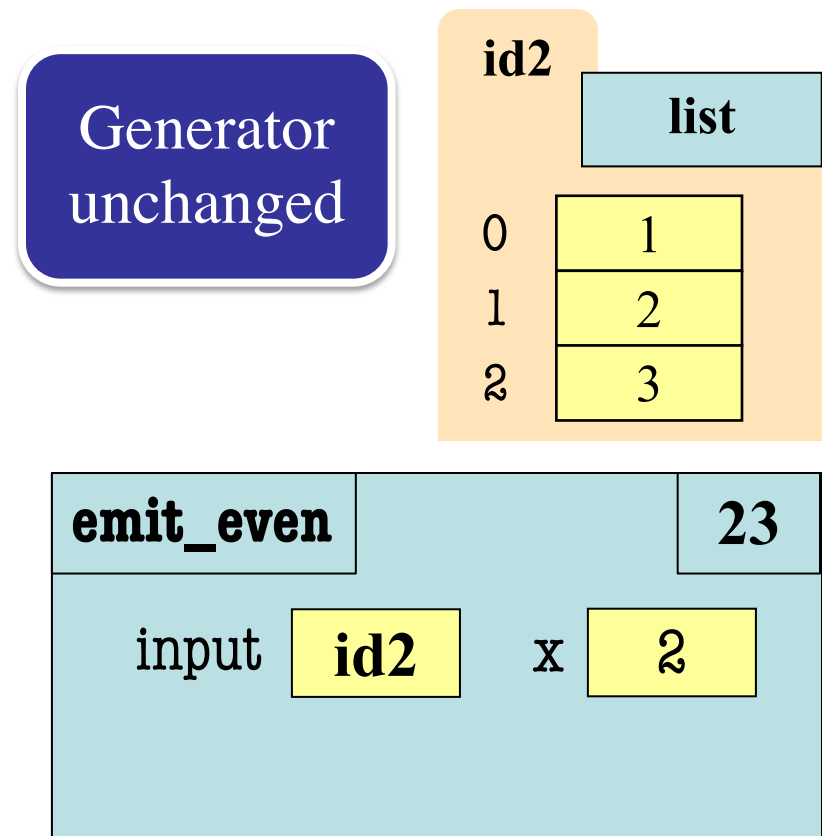 Generator
unchanged
id2
list
0 1
1 2
2 3
emit_even 23
input id2 x 2